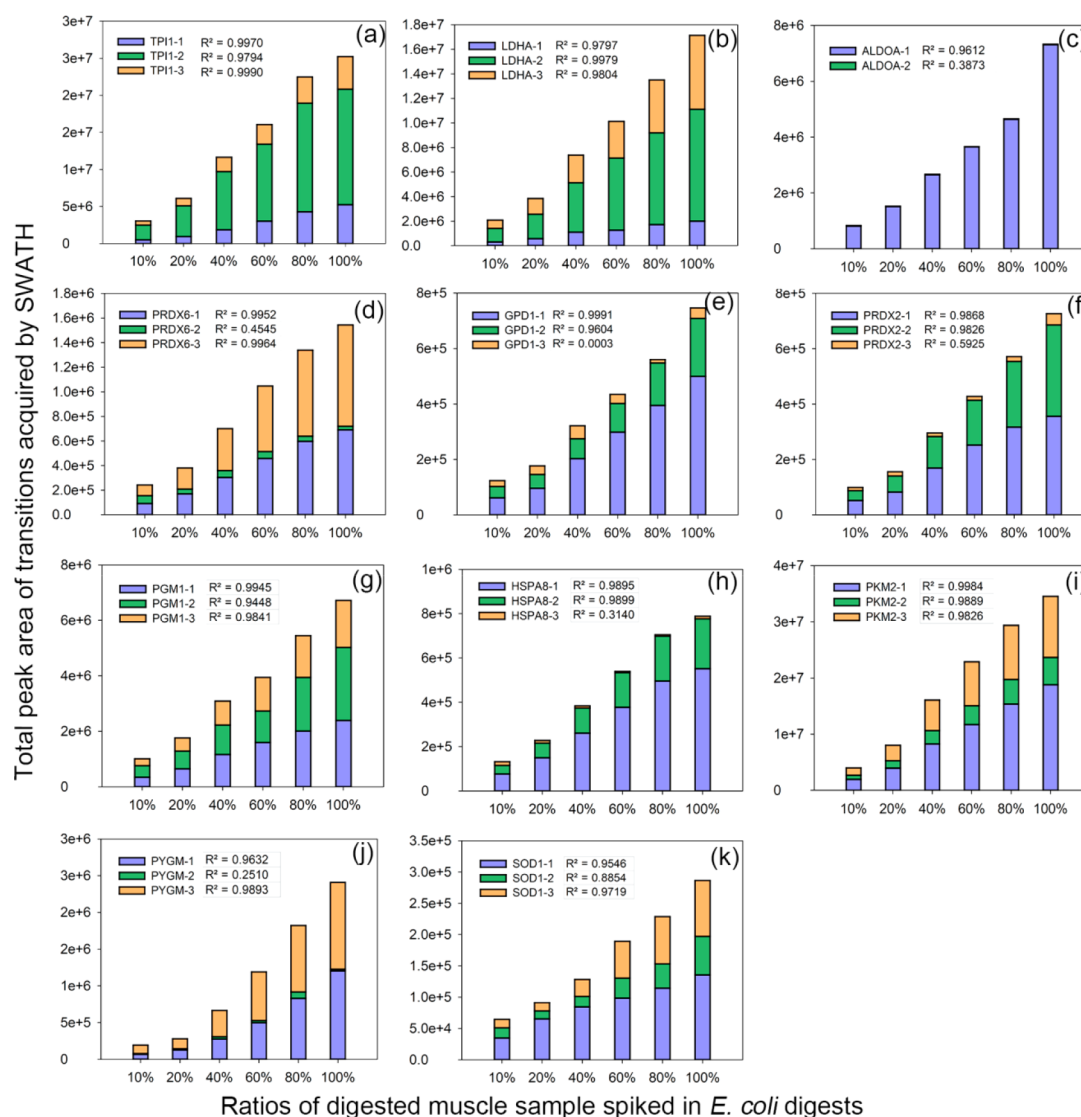 Total peak area of transitions acquired by SWATH
(a)
TPI1-1 R² = 0.9970
TPI1-2 R² = 0.9794
TPI1-3 R² = 0.9990
3e+7
3e+7
2e+7
2e+7
1e+7
5e+6
0
10% 20% 40% 60% 80% 100%
(b)
LDHA-1 R² = 0.9797
LDHA-2 R² = 0.9979
LDHA-3 R² = 0.9804
1.8e+7
1.6e+7
1.4e+7
1.2e+7
1.0e+7
8.0e+6
6.0e+6
4.0e+6
2.0e+6
0.0
10% 20% 40% 60% 80% 100%
(c)
ALDOA-1 R² = 0.9612
ALDOA-2 R² = 0.3873
8e+6
6e+6
4e+6
2e+6
0
10% 20% 40% 60% 80% 100%
(d)
PRDX6-1 R² = 0.9952
PRDX6-2 R² = 0.4545
PRDX6-3 R² = 0.9964
1.8e+6
1.6e+6
1.4e+6
1.2e+6
1.0e+6
8.0e+5
6.0e+5
4.0e+5
2.0e+5
0.0
10% 20% 40% 60% 80% 100%
(e)
GPD1-1 R² = 0.9991
GPD1-2 R² = 0.9604
GPD1-3 R² = 0.0003
8e+5
6e+5
4e+5
2e+5
0
10% 20% 40% 60% 80% 100%
(f)
PRDX2-1 R² = 0.9868
PRDX2-2 R² = 0.9826
PRDX2-3 R² = 0.5925
8e+5
6e+5
4e+5
2e+5
0
10% 20% 40% 60% 80% 100%
(g)
PGM1-1 R² = 0.9945
PGM1-2 R² = 0.9448
PGM1-3 R² = 0.9841
8e+6
6e+6
4e+6
2e+6
0
10% 20% 40% 60% 80% 100%
(h)
HSPA8-1 R² = 0.9895
HSPA8-2 R² = 0.9899
HSPA8-3 R² = 0.3140
1e+6
8e+5
6e+5
4e+5
2e+5
0
10% 20% 40% 60% 80% 100%
(i)
PKM2-1 R² = 0.9984
PKM2-2 R² = 0.9889
PKM2-3 R² = 0.9826
4e+7
3e+7
2e+7
1e+7
0
10% 20% 40% 60% 80% 100%
(j)
PYGM-1 R² = 0.9632
PYGM-2 R² = 0.2510
PYGM-3 R² = 0.9893
3e+6
3e+6
2e+6
2e+6
1e+6
5e+5
0
10% 20% 40% 60% 80% 100%
(k)
SOD1-1 R² = 0.9546
SOD1-2 R² = 0.8854
SOD1-3 R² = 0.9719
3.5e+5
3.0e+5
2.5e+5
2.0e+5
1.5e+5
1.0e+5
5.0e+4
0.0
10% 20% 40% 60% 80% 100%
Ratios of digested muscle sample spiked in E. coli digests